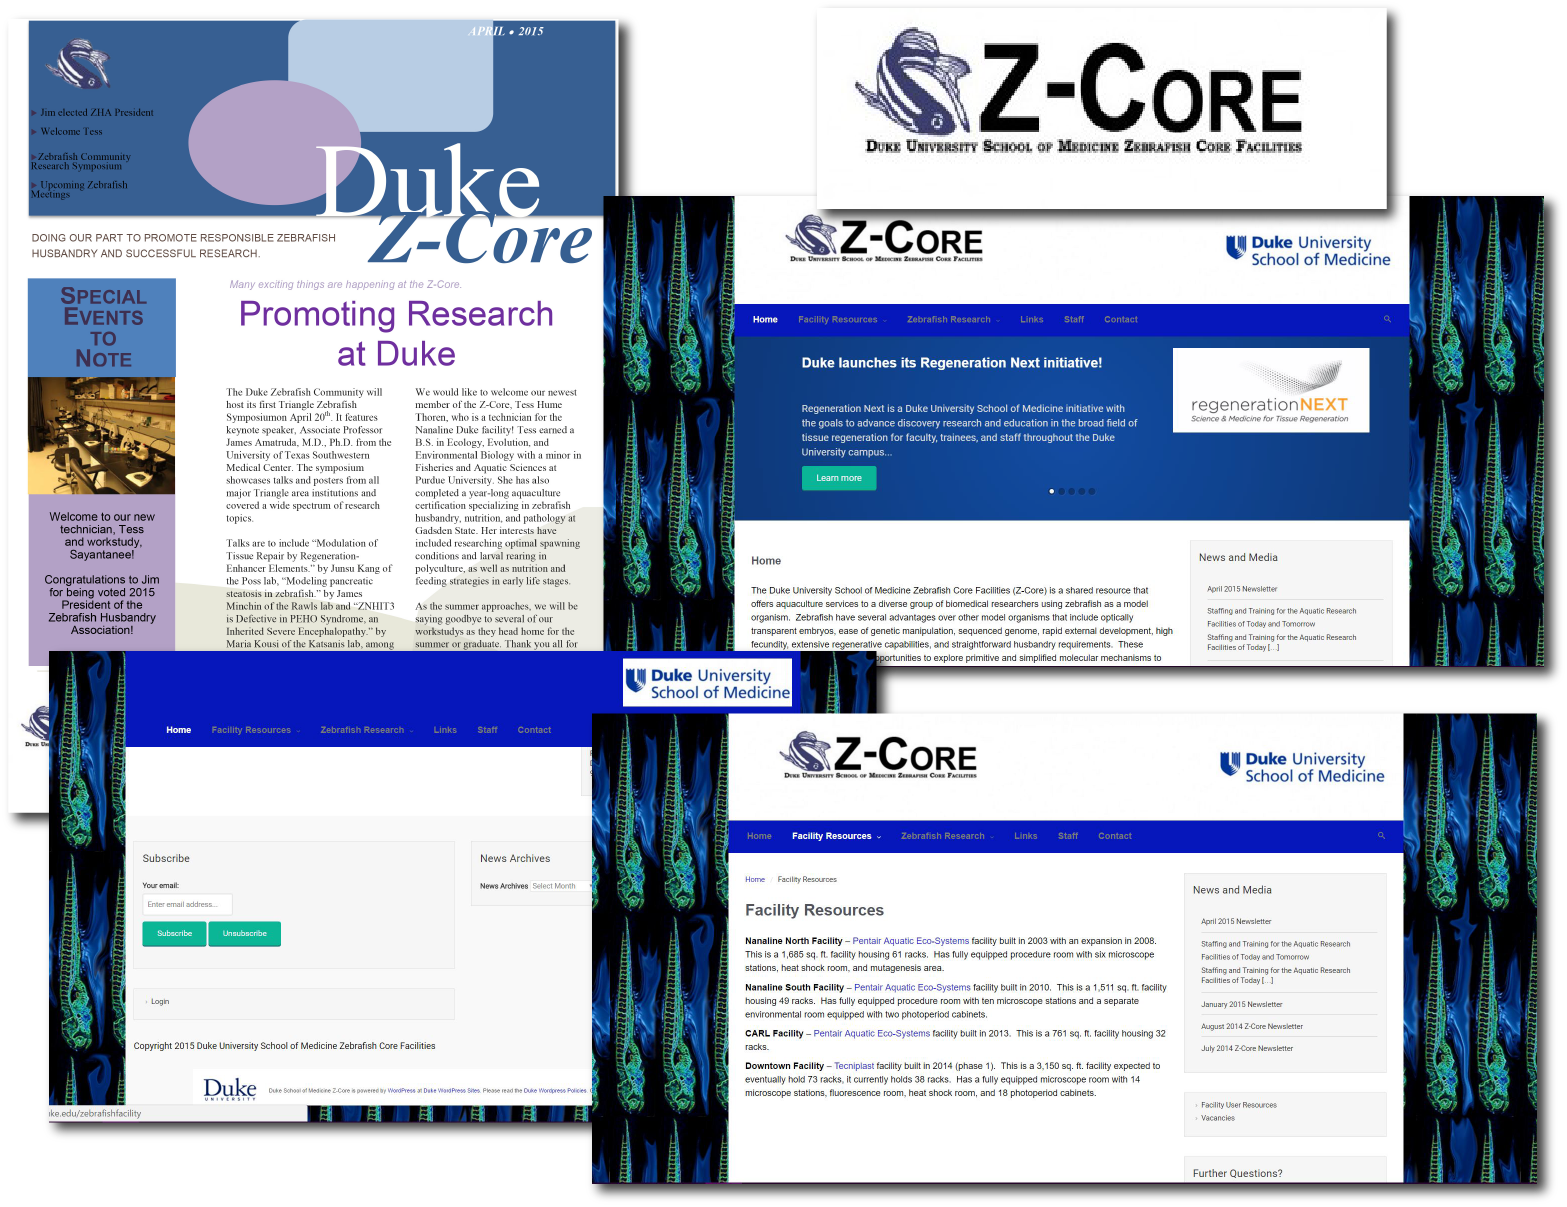 APRIL • 2015
Jim elected ZHA President
Welcome Tess
Zebrafish Community
Research Symposium
Upcoming Zebrafish
Meetings
Duke
Z-Core
DOING OUR PART TO PROMOTE RESPONSIBLE ZEBRAFISH
HUSBANDRY AND SUCCESSFUL RESEARCH.
SPECIAL
EVENTS
TO
NOTE
Welcome to our new
technician, Tess
and workstudy,
Sayantanee!
Congratulations to Jim
for being voted 2015
President of the
Zebrafish Husbandry
Association!
Many exciting things are happening at the Z-Core.
Promoting Research
at Duke
The Duke Zebrafish Community will
host its first Triangle Zebrafish
Symposiumon April 20th. It features
keynote speaker, Associate Professor
James Amatruda, M.D., Ph.D. from the
University of Texas Southwestern
Medical Center. The symposium
showcases talks and posters from all
major Triangle area institutions and
covered a wide spectrum of research
topics.
Talks are to include “Modulation of
Tissue Repair by Regeneration-
Enhancer Elements.” by Junsu Kang of
the Poss lab, “Modeling pancreatic
steatosis in zebrafish.” by James
Minchin of the Rawls lab and “ZNHIT3
is Defective in PEHO Syndrome, an
Inherited Severe Encephalopathy.” by
Maria Kousi of the Katsanis lab, among
We would like to welcome our newest
member of the Z-Core, Tess Hume
Thoren, who is a technician for the
Nanaline Duke facility! Tess earned a
B.S. in Ecology, Evolution, and
Environmental Biology with a minor in
Fisheries and Aquatic Sciences at
Purdue University. She has also
completed a year-long aquaculture
certification specializing in zebrafish
husbandry, nutrition, and pathology at
Gadsden State. Her interests have
included researching optimal spawning
conditions and larval rearing in
polyculture, as well as nutrition and
feeding strategies in early life stages.
As the summer approaches, we will be
saying goodbye to several of our
workstudys as they head home for the
summer or graduate. Thank you all for
Z-CORE
DUKE UNIVERSITY SCHOOL OF MEDICINE ZEBRAFISH CORE FACILITIES
Z-CORE
DUKE UNIVERSITY SCHOOL OF MEDICINE ZEBRAFISH CORE FACILITIES
Duke University
School of Medicine
Home Facility Resources Zebrafish Research Links Staff Contact
Duke launches its Regeneration Next initiative!
Regeneration Next is a Duke University School of Medicine initiative with
the goals to advance discovery research and education in the broad field of
tissue regeneration for faculty, trainees, and staff throughout the Duke
University campus...
Learn more
regenerationNEXT
Science & Medicine for Tissue Regeneration
Home
The Duke University School of Medicine Zebrafish Core Facilities (Z-Core) is a shared resource that
offers aquaculture services to a diverse group of biomedical researchers using zebrafish as a model
organism. Zebrafish have several advantages over other model organisms that include optically
transparent embryos, ease of genetic manipulation, sequenced genome, rapid external development, high
fecundity, extensive regenerative capabilities, and straightforward husbandry requirements. These
opportunities to explore primitive and simplified molecular mechanisms to
News and Media
April 2015 Newsletter
Staffing and Training for the Aquatic Research
Facilities of Today and Tomorrow
Staffing and Training for the Aquatic Research
Facilities of Today [...]
Duke University
School of Medicine
Home Facility Resources Zebrafish Research Links Staff Contact
Subscribe
Your email:
Enter email address...
Subscribe Unsubscribe
News Archives
News Archives Select Month
Login
Copyright 2015 Duke University School of Medicine Zebrafish Core Facilities
Duke
UNIVERSITY
Duke School of Medicine Z-Core is powered by WordPress at Duke WordPress Sites. Please read the Duke Wordpress Policies.
ke.edu/zebrafishfacility
Z-CORE
DUKE UNIVERSITY SCHOOL OF MEDICINE ZEBRAFISH CORE FACILITIES
Duke University
School of Medicine
Home Facility Resources Zebrafish Research Links Staff Contact
Home / Facility Resources
Facility Resources
Nanaline North Facility – Pentair Aquatic Eco-Systems facility built in 2003 with an expansion in 2008.
This is a 1,685 sq. ft. facility housing 61 racks. Has fully equipped procedure room with six microscope
stations, heat shock room, and mutagenesis area.
Nanaline South Facility – Pentair Aquatic Eco-Systems facility built in 2010. This is a 1,511 sq. ft. facility
housing 49 racks. Has fully equipped procedure room with ten microscope stations and a separate
environmental room equipped with two photoperiod cabinets.
CARL Facility – Pentair Aquatic Eco-Systems facility built in 2013. This is a 761 sq. ft. facility housing 32
racks.
Downtown Facility – Tecniplast facility built in 2014 (phase 1). This is a 3,150 sq. ft. facility expected to
eventually hold 73 racks, it currently holds 38 racks. Has a fully equipped microscope room with 14
microscope stations, fluorescence room, heat shock room, and 18 photoperiod cabinets.
News and Media
April 2015 Newsletter
Staffing and Training for the Aquatic Research
Facilities of Today and Tomorrow
Staffing and Training for the Aquatic Research
Facilities of Today [...]
January 2015 Newsletter
August 2014 Z-Core Newsletter
July 2014 Z-Core Newsletter
Facility User Resources
Vacancies
Further Questions?